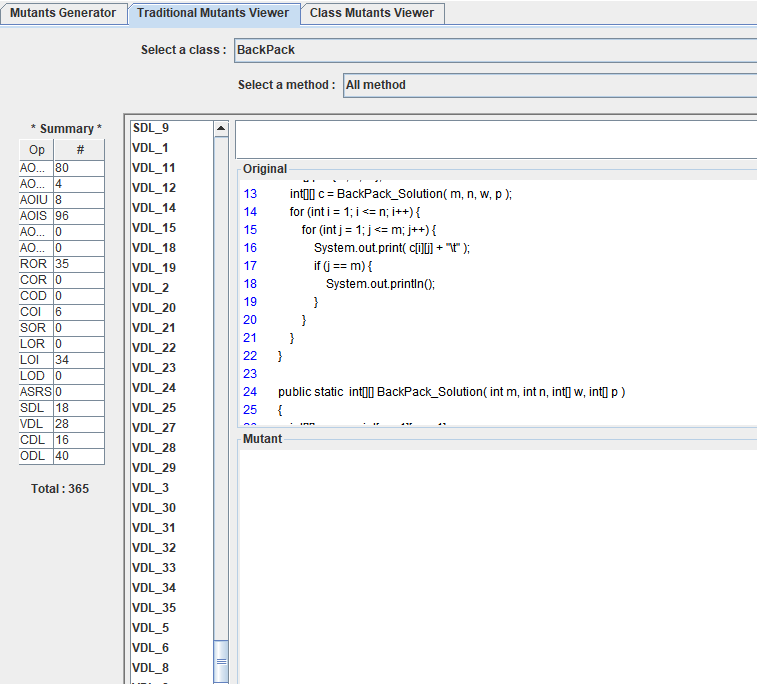 Mutants Generator Traditional Mutants Viewer Class Mutants Viewer
Select a class : BackPack
Select a method : All method
* Summary *
Op #
AO... 80
AO... 4
AOIU 8
AOIS 96
AO... 0
AO... 0
ROR 35
COR 0
COD 0
COI 6
SOR 0
LOR 0
LOI 34
LOD 0
ASRS 0
SDL 18
VDL 28
CDL 16
ODL 40
Total : 365
SDL_9
VDL_1
VDL_11
VDL_12
VDL_14
VDL_15
VDL_18
VDL_19
VDL_2
VDL_20
VDL_21
VDL_22
VDL_23
VDL_24
VDL_25
VDL_27
VDL_28
VDL_29
VDL_3
VDL_30
VDL_31
VDL_32
VDL_33
VDL_34
VDL_35
VDL_5
VDL_6
VDL_8
Original
13 int[][] c = BackPack_Solution( m, n, w, p );
14 for (int i = 1; i <= n; i++) {
15 for (int j = 1; j <= m; j++) {
16 System.out.print( c[i][j] + "\t" );
17 if (j == m) {
18 System.out.println();
19 }
20 }
21 }
22 }
23
24 public static int[][] BackPack_Solution( int m, int n, int[] w, int[] p )
25 {
Mutant